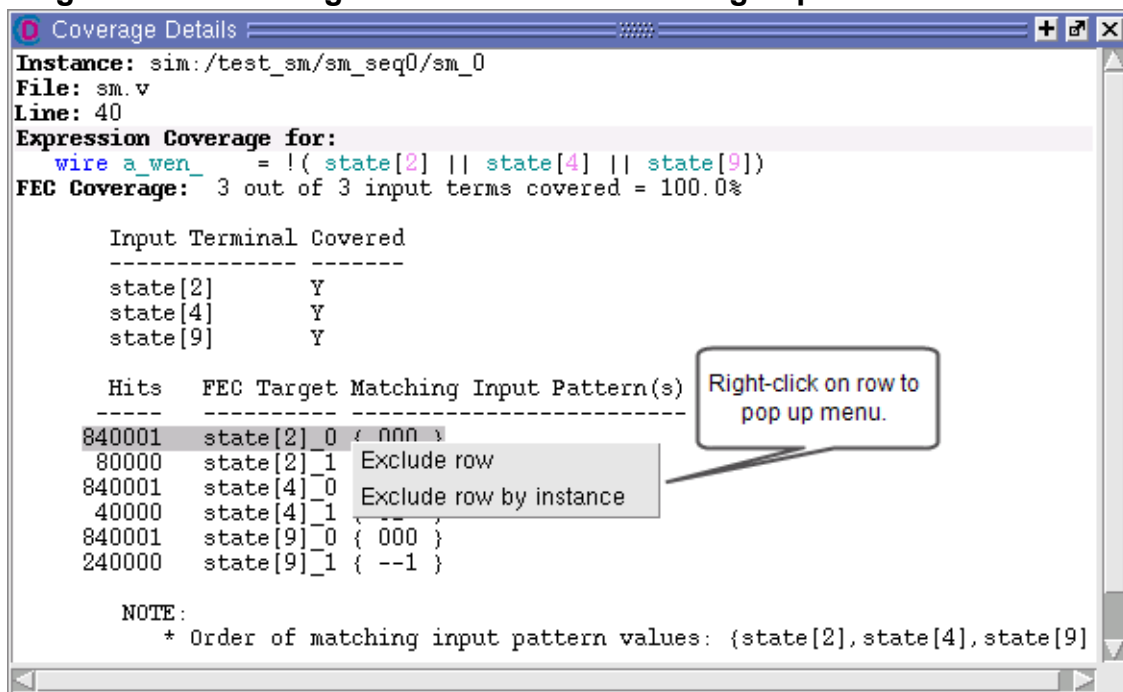 Coverage Details
Instance: sim:/test_sm/sm_seq0/sm_0
File: sm.v
Line: 40
Expression Coverage for:
wire a_wen_ = !( state[2] || state[4] || state[9])
FEC Coverage: 3 out of 3 input terms covered = 100.0%
Input Terminal Covered
-------------- -------
state[2] Y
state[4] Y
state[9] Y
Hits FEC Target Matching Input Pattern(s)
----- ---------- -------------------------
840001 state[2]_0 { 000 }
80000 state[2]_1
840001 state[4]_0
40000 state[4]_1
840001 state[9]_0 { 000 }
240000 state[9]_1 { --1 }
Exclude row
Exclude row by instance
Right-click on row to
pop up menu.
NOTE:
* Order of matching input pattern values: {state[2],state[4],state[9]